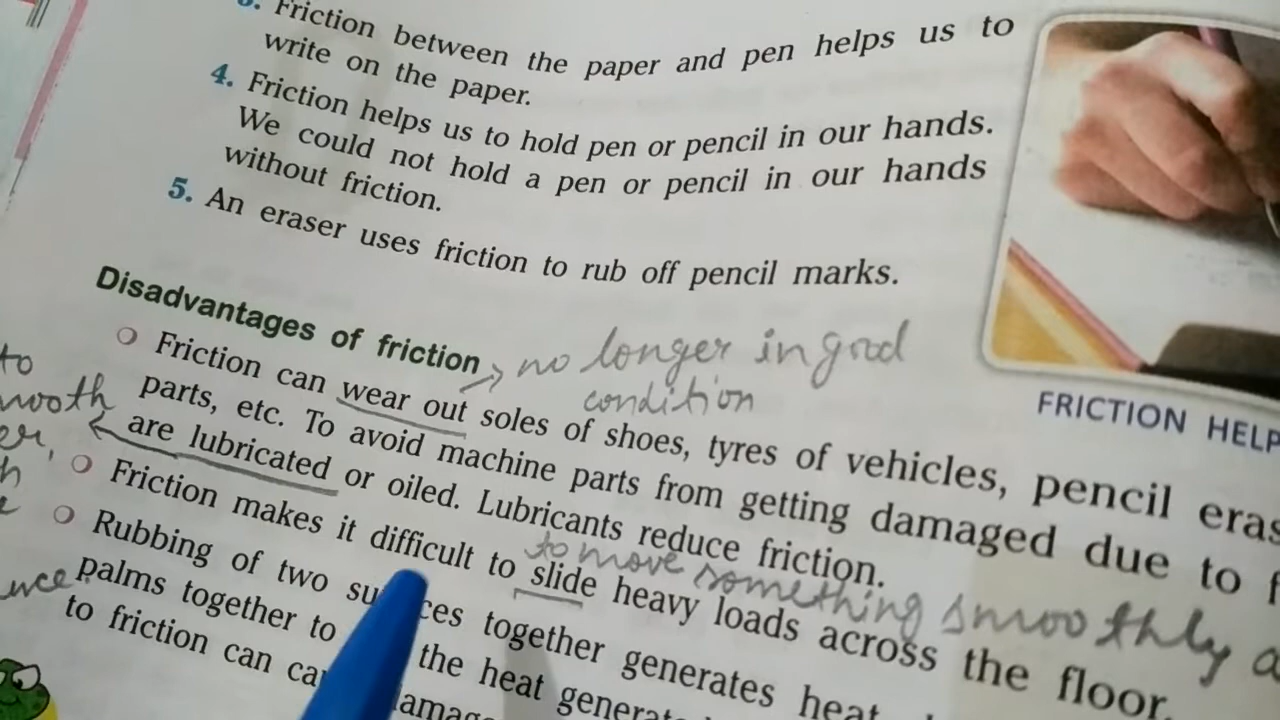 3. Friction between the paper and pen helps us to
write on the paper.
4. Friction helps us to hold pen or pencil in our hands.
We could not hold a pen or pencil in our hands
without friction.
5. An eraser uses friction to rub off pencil marks.
FRICTION HELP
Disadvantages of friction
no longer in good
condition
Friction can wear out soles of shoes, tyres of vehicles, pencil
parts, etc. To avoid machine parts from getting damaged due to
are lubricated or oiled. Lubricants reduce friction.
to
to move something smoothly
Friction makes it difficult to slide heavy loads across the floor.
Rubbing of two together generates heat
palms together to the heat
to friction can